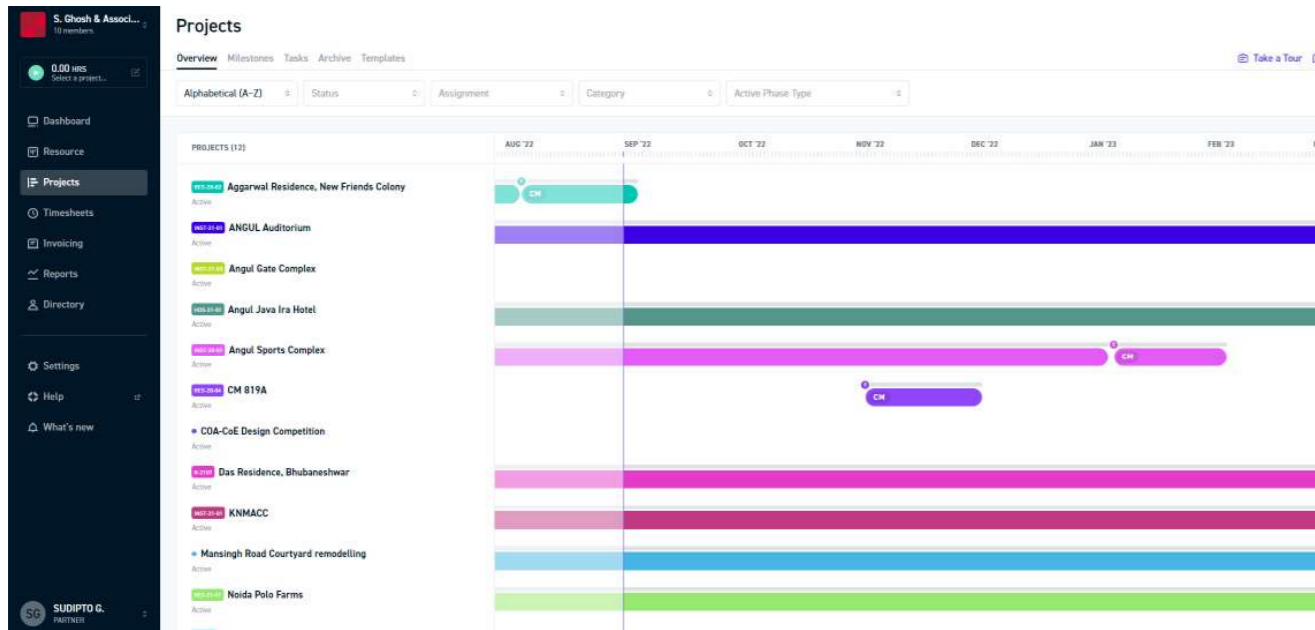 S. Ghosh & Associ...
10 members
0.00 HRS
Select a project...
Dashboard
Resource
Projects
Timesheets
Invoicing
Reports
Directory
Settings
Help
What's new
SG
SUDIPTO G.
PARTNER
Projects
Overview Milestones Tasks Archive Templates
Take a Tour
Alphabetical (A-Z) Status Assignment Category Active Phase Type
PROJECTS (12) AUG '22 SEP '22 OCT '22 NOV '22 DEC '22 JAN '23 FEB '23
Aggarwal Residence, New Friends Colony
Active
CM
ANGUL Auditorium
Active
Angul Gate Complex
Active
Angul Java Ira Hotel
Active
Angul Sports Complex
Active
CM
CM 819A
Active
CM
COA-CoE Design Competition
Active
Das Residence, Bhubaneshwar
Active
KNMACC
Active
Mansingh Road Courtyard remodelling
Active
Noida Polo Farms
Active